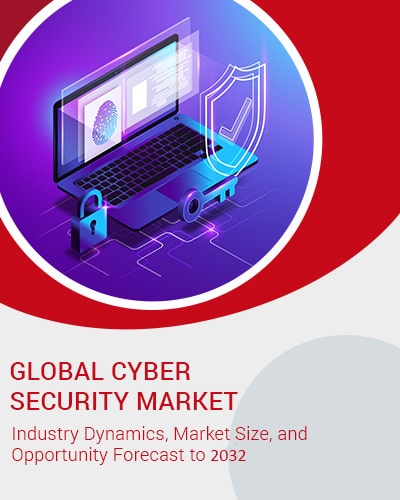 GLOBAL CYBER
SECURITY MARKET
Industry Dynamics, Market Size, and
Opportunity Forecast to 2032